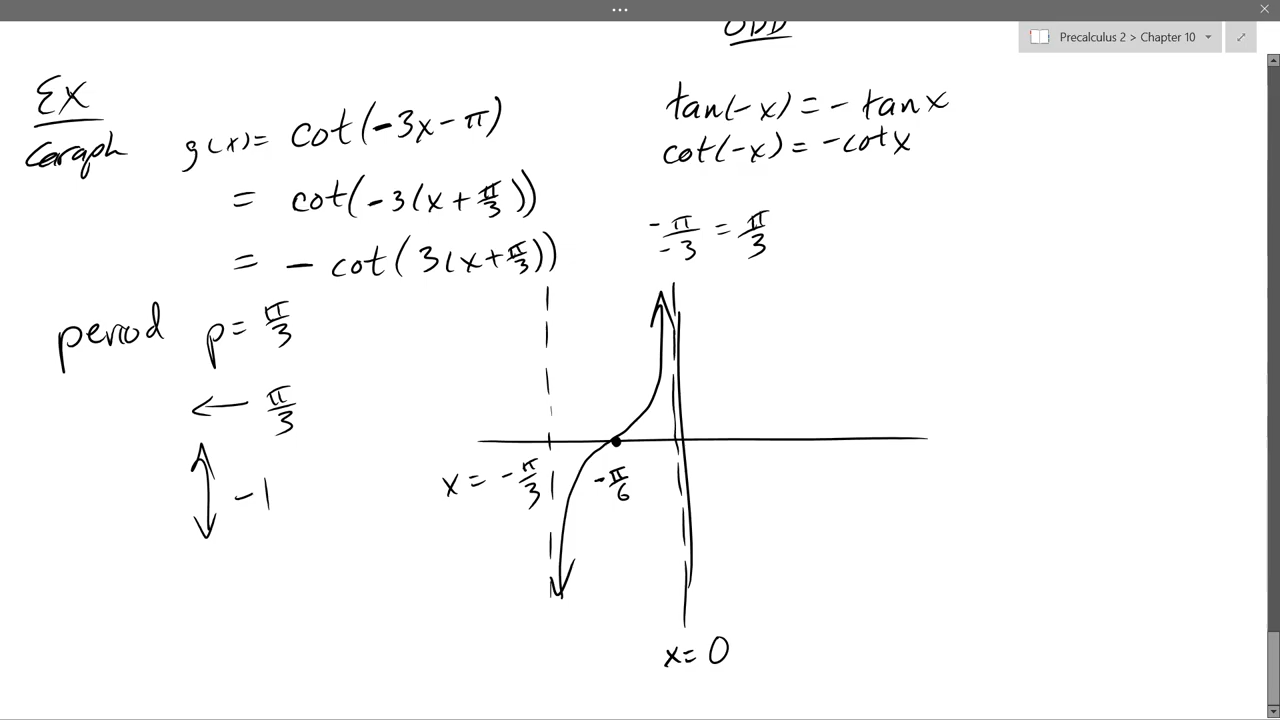 ODD
Precalculus 2 > Chapter 10
Ex
Graph g(x) = cot(-3x - π)
= cot(-3(x + π/3))
= - cot(3(x + π/3))
tan(-x) = - tan x
cot(-x) = - cot x
-π/-3 = π/3
period p = π/3
← π/3
↕ -1
x = -π/3
-π/6
x = 0